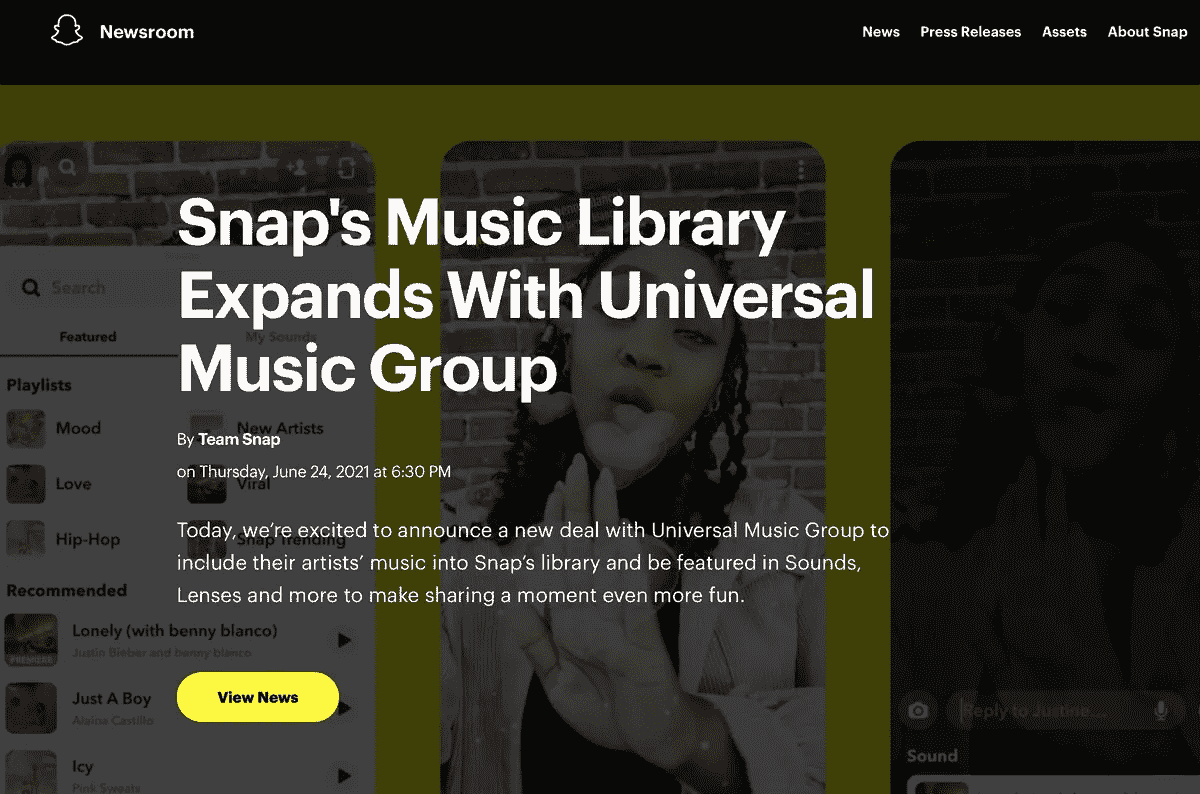 Newsroom
News
Press Releases
Assets
About Snap
Snap's Music Library
Expands With Universal
Music Group
By Team Snap
on Thursday, June 24, 2021 at 6:30 PM
Today, we’re excited to announce a new deal with Universal Music Group to
include their artists’ music into Snap’s library and be featured in Sounds,
Lenses and more to make sharing a moment even more fun.
View News
Search
Featured
My Sounds
Playlists
Mood
New Artists
Love
Viral
Hip-Hop
Snap Trending
Recommended
Lonely (with benny blanco)
Justin Bieber and benny blanco
PREMIERE
Just A Boy
Alaina Castillo
Icy
Pink Sweats
Reply to Justine...
Sound